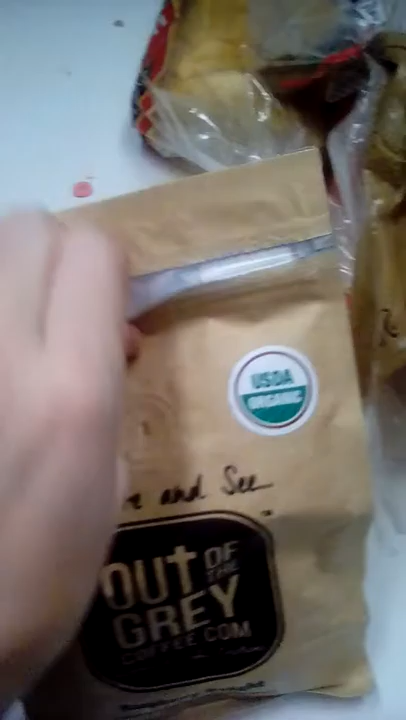 USDA
ORGANIC
and See
OUT OF
THE
GREY
COFFEE.COM